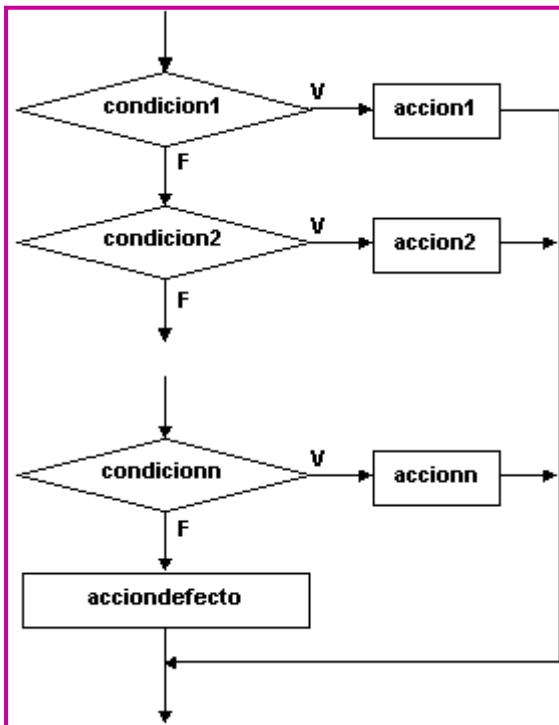 condicion1
V
accion1
F
condicion2
V
accion2
F
condicionn
V
accionn
F
acciondefecto